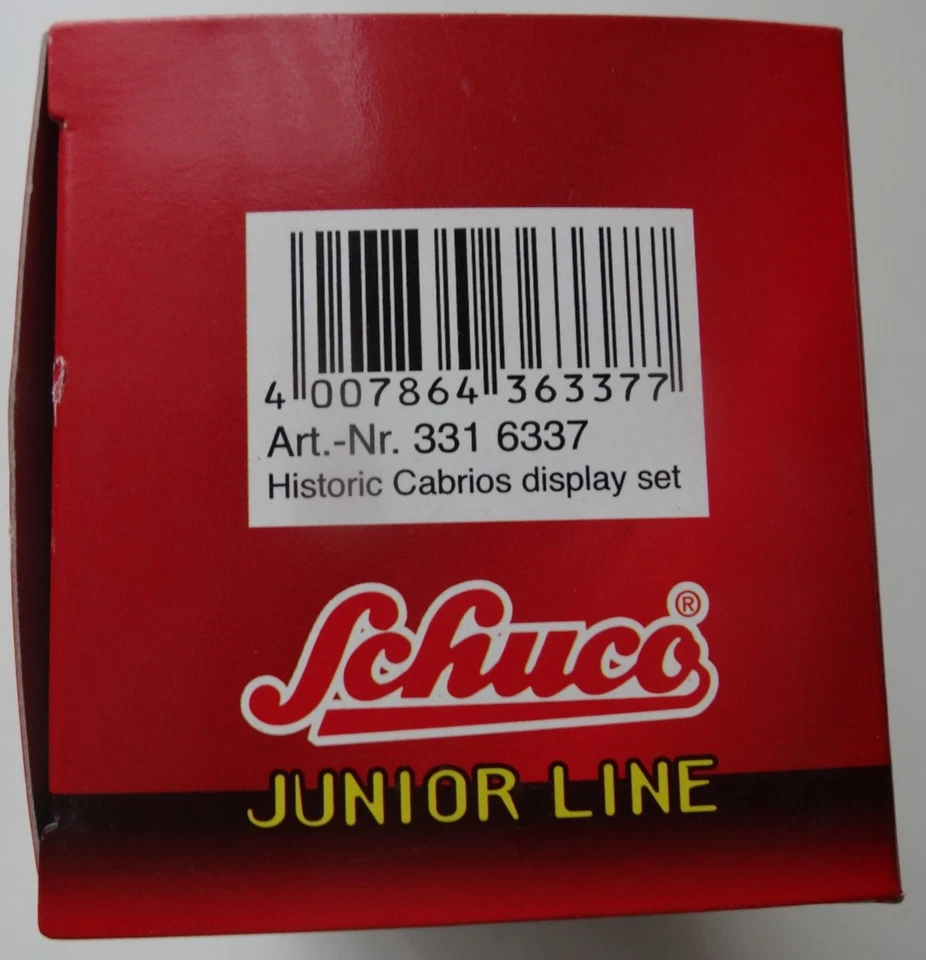 4 007864 363377
Art.-Nr. 331 6337
Historic Cabrios display set
Schuco ®
JUNIOR LINE